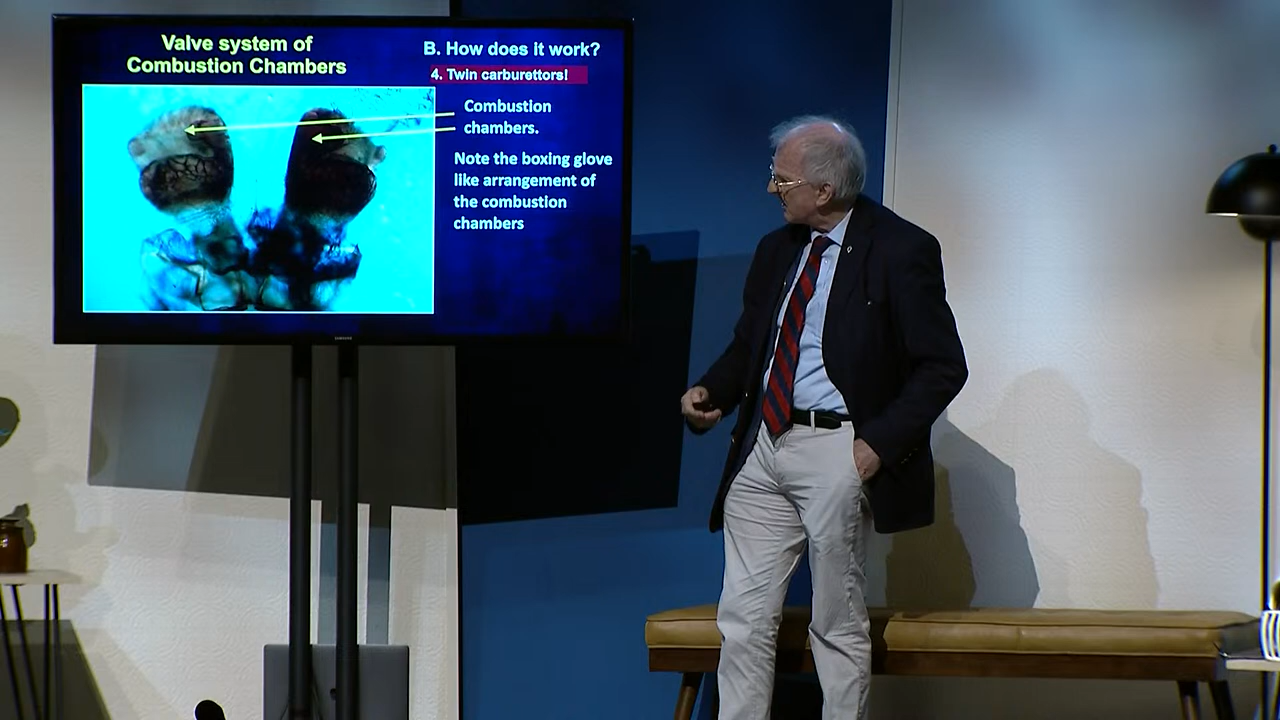 Valve system of
Combustion Chambers
B. How does it work?
4. Twin carburettors!
Combustion
chambers.
Note the boxing glove
like arrangement of
the combustion
chambers
SAMSUNG